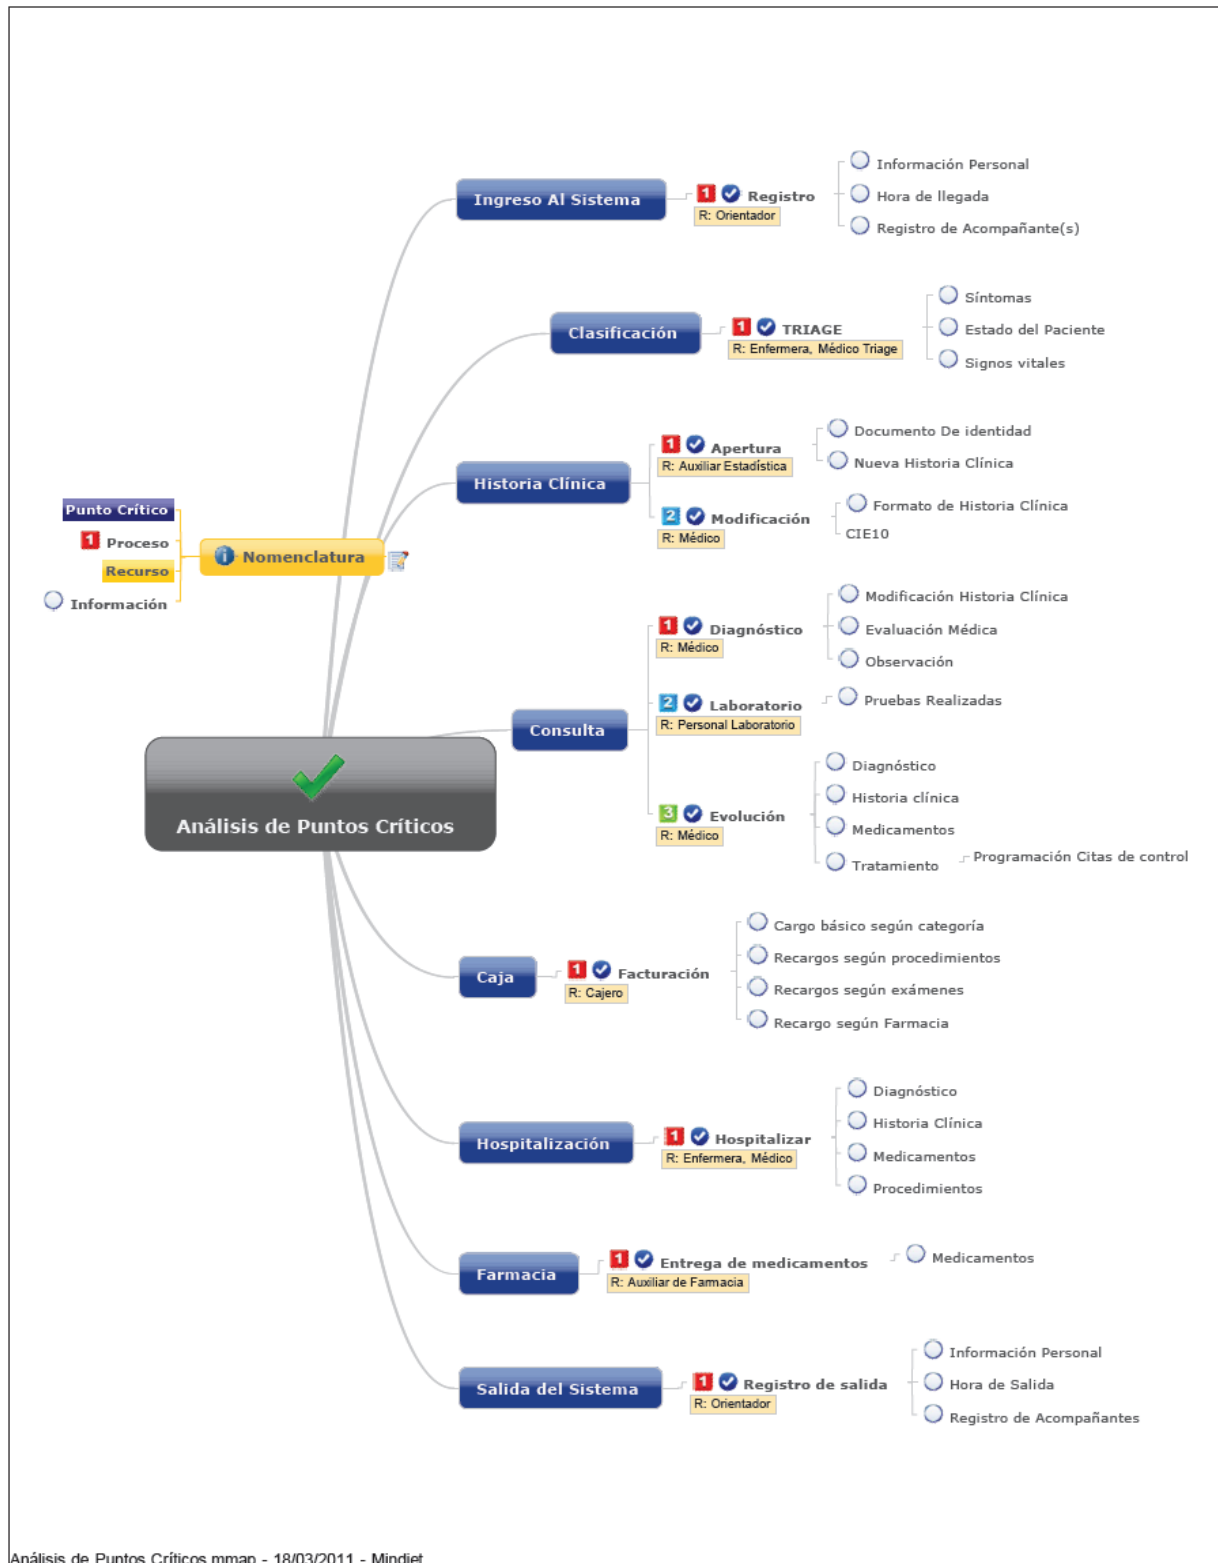 Ingreso Al Sistema
1 Registro
R: Orientador
Información Personal
Hora de llegada
Registro de Acompañante(s)
Clasificación
1 TRIAGE
R: Enfermera, Médico Triage
Síntomas
Estado del Paciente
Signos vitales
Historia Clínica
1 Apertura
R: Auxiliar Estadística
Documento De identidad
Nueva Historia Clínica
2 Modificación
R: Médico
Formato de Historia Clínica
CIE10
Punto Crítico
1 Proceso
Recurso
Información
Nomenclatura
Consulta
1 Diagnóstico
R: Médico
Modificación Historia Clínica
Evaluación Médica
Observación
2 Laboratorio
R: Personal Laboratorio
Pruebas Realizadas
3 Evolución
R: Médico
Diagnóstico
Historia clínica
Medicamentos
Tratamiento
Programación Citas de control
Análisis de Puntos Críticos
Caja
1 Facturación
R: Cajero
Cargo básico según categoría
Recargos según procedimientos
Recargos según exámenes
Recargo según Farmacia
Hospitalización
1 Hospitalizar
R: Enfermera, Médico
Diagnóstico
Historia Clínica
Medicamentos
Procedimientos
Farmacia
1 Entrega de medicamentos
R: Auxiliar de Farmacia
Medicamentos
Salida del Sistema
1 Registro de salida
R: Orientador
Información Personal
Hora de Salida
Registro de Acompañantes
Análisis de Puntos Críticos.mmap - 18/03/2011 - Mindjet